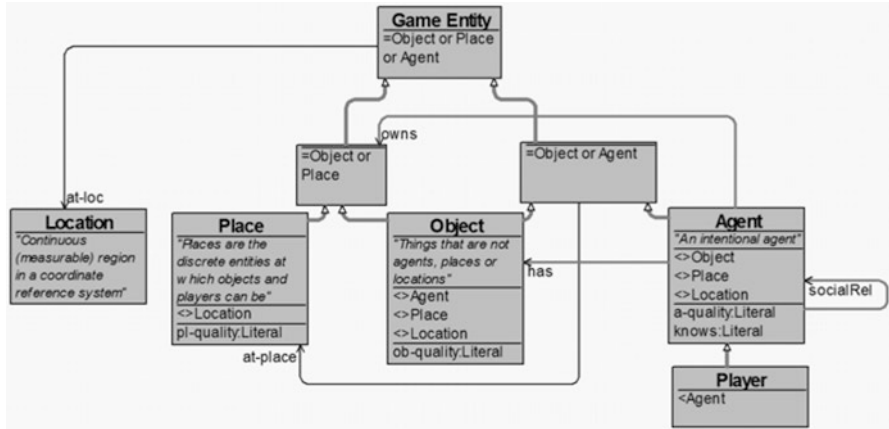 Game Entity
=Object or Place
or Agent
owns
=Object or
Place
=Object or Agent
at-loc
Location
"Continuous
(measurable) region
in a coordinate
reference system"
Place
"Places are the
discrete entities at
which objects and
players can be"
<>Location
pl-quality:Literal
at-place
Object
"Things that are not
agents, places or
locations"
<>Agent
<>Place
<>Location
ob-quality:Literal
has
Agent
"An intentional agent"
<>Object
<>Place
<>Location
a-quality:Literal
knows:Literal
socialRel
Player
<Agent